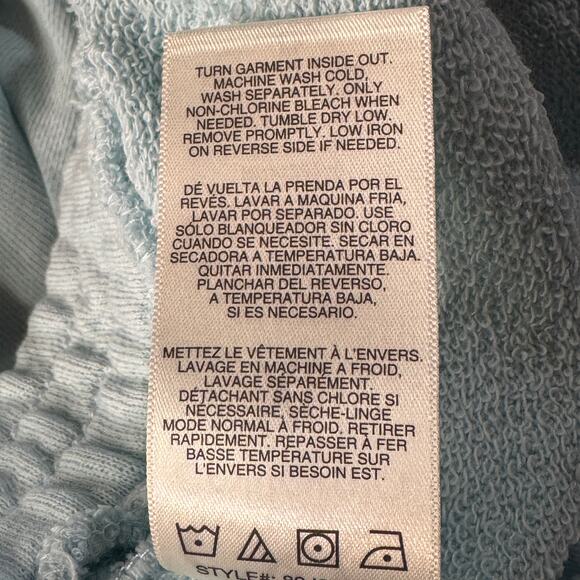 TURN GARMENT INSIDE OUT.
MACHINE WASH COLD,
WASH SEPARATELY. ONLY
NON-CHLORINE BLEACH WHEN
NEEDED. TUMBLE DRY LOW.
REMOVE PROMPTLY. LOW IRON
ON REVERSE SIDE IF NEEDED.
DÉ VUELTA LA PRENDA POR EL
REVÉS. LAVAR A MAQUINA FRIA,
LAVAR POR SEPARADO. USE
SÓLO BLANQUEADOR SIN CLORO
CUANDO SE NECESITE. SECAR EN
SECADORA A TEMPERATURA BAJA.
QUITAR INMEDIATAMENTE.
PLANCHAR DEL REVERSO,
A TEMPERATURA BAJA,
SI ES NECESARIO.
METTEZ LE VÊTEMENT À L'ENVERS.
LAVAGE EN MACHINE A FROID,
LAVAGE SÉPARÉMENT.
DÉTACHANT SANS CHLORE SI
NÉCESSAIRE, SÈCHE-LINGE
MODE NORMAL À FROID. RETIRER
RAPIDEMENT. REPASSER À FER
BASSE TEMPÉRATURE SUR
L'ENVERS SI BESOIN EST.
STYLE#: